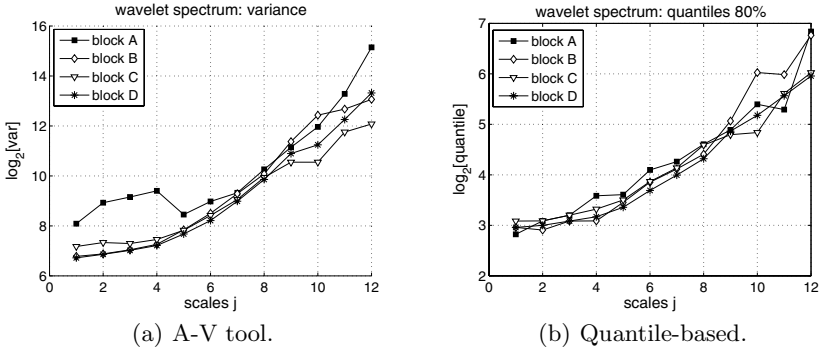 wavelet spectrum: variance
16
14
12
10
8
6
log2[var]
block A
block B
block C
block D
0 2 4 6 8 10 12
scales j
(a) A-V tool.
wavelet spectrum: quantiles 80%
7
6
5
4
3
2
log2[quantile]
block A
block B
block C
block D
0 2 4 6 8 10 12
scales j
(b) Quantile-based.